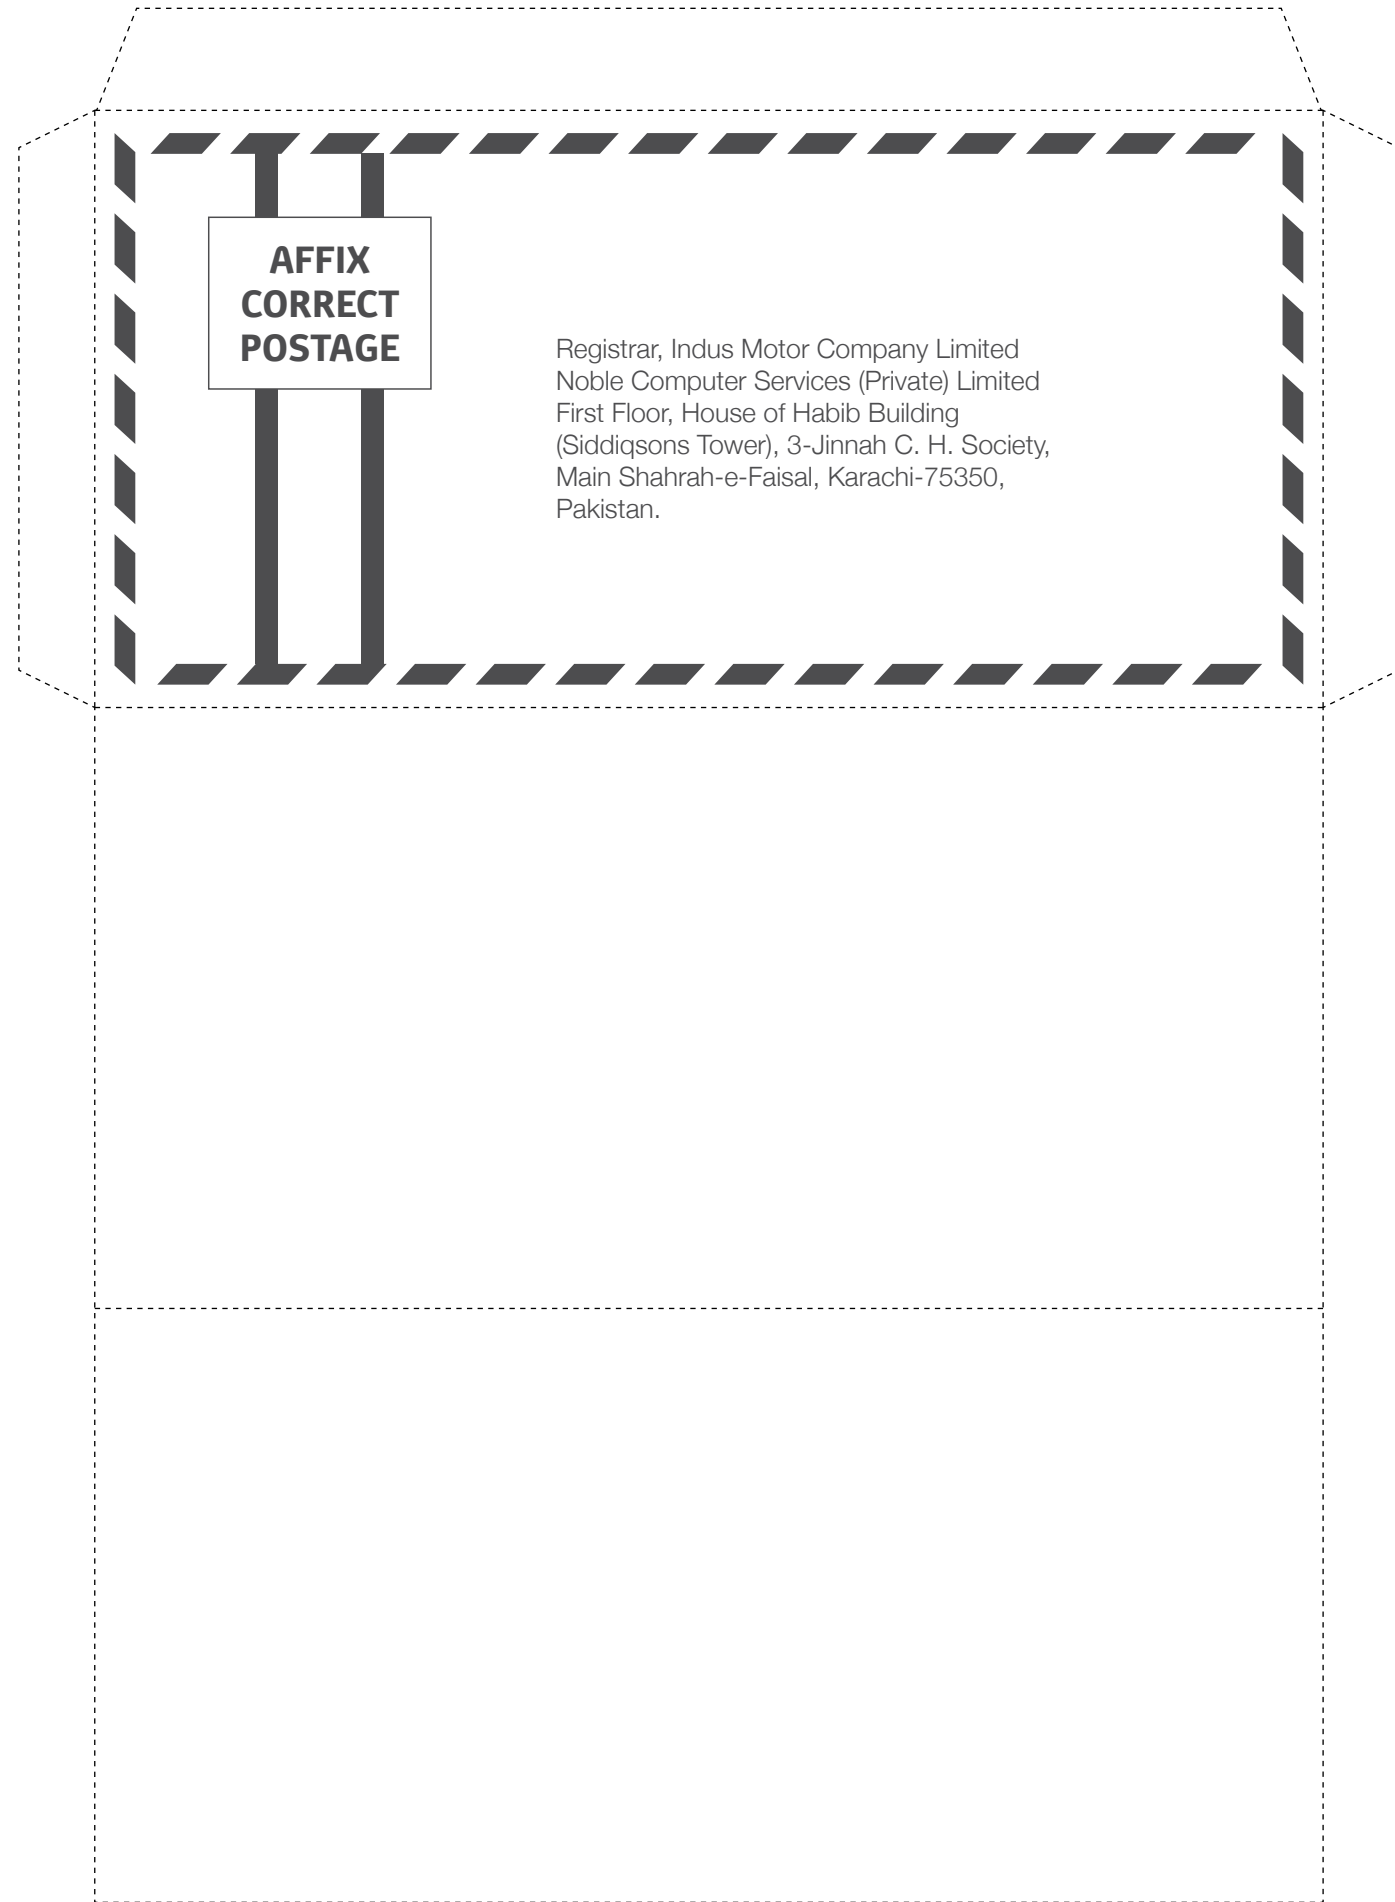 AFFIX
CORRECT
POSTAGE
Registrar, Indus Motor Company Limited
Noble Computer Services (Private) Limited
First Floor, House of Habib Building
(Siddiqsons Tower), 3-Jinnah C. H. Society,
Main Shahrah-e-Faisal, Karachi-75350,
Pakistan.